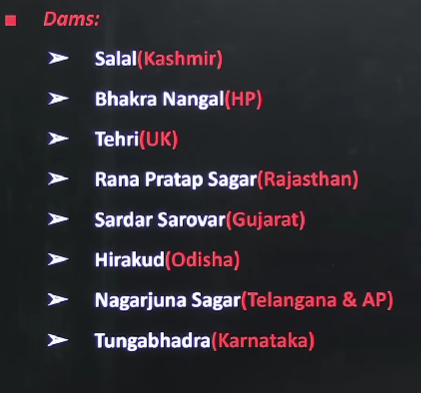 Dams:
Salal(Kashmir)
Bhakra Nangal(HP)
Tehri(UK)
Rana Pratap Sagar(Rajasthan)
Sardar Sarovar(Gujarat)
Hirakud(Odisha)
Nagarjuna Sagar(Telangana & AP)
Tungabhadra(Karnataka)